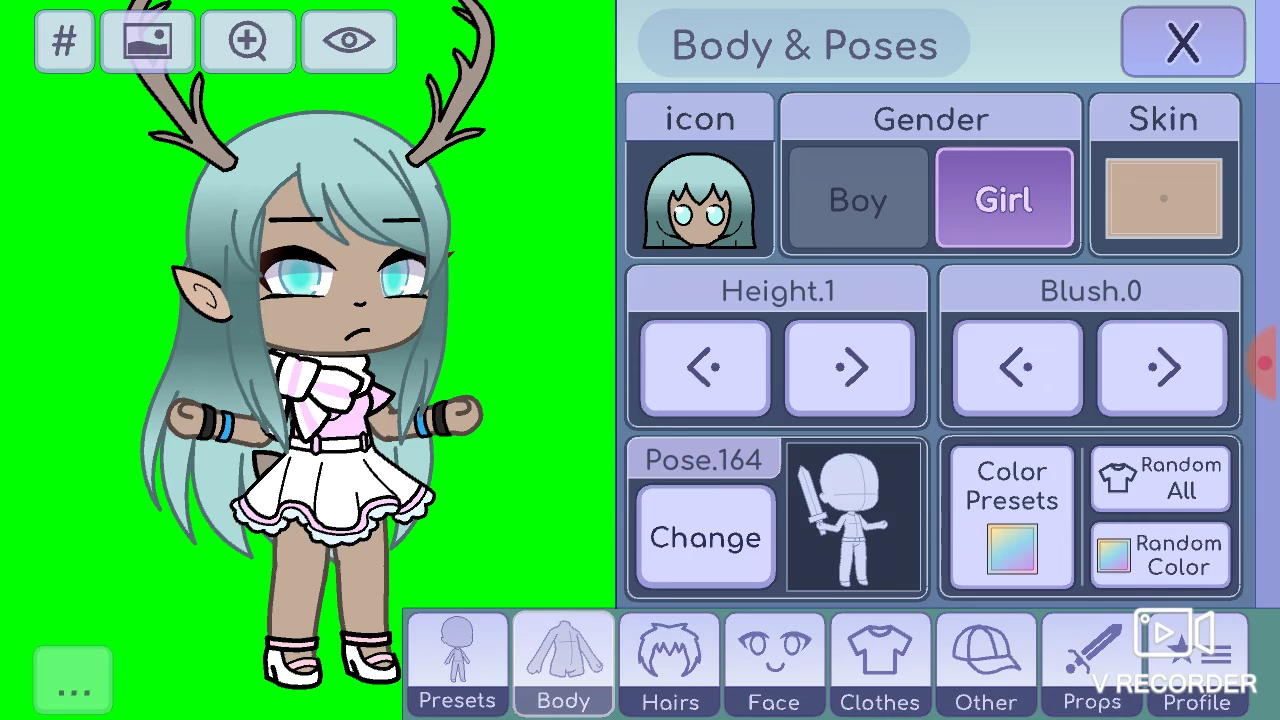 #
Body & Poses
X
icon
Gender
Skin
Boy
Girl
Height.1
Blush.0
Pose.164
Change
Color
Presets
Random
All
Random
Color
...
Presets
Body
Hairs
Face
Clothes
Other
Props
Profile
V RECORDER